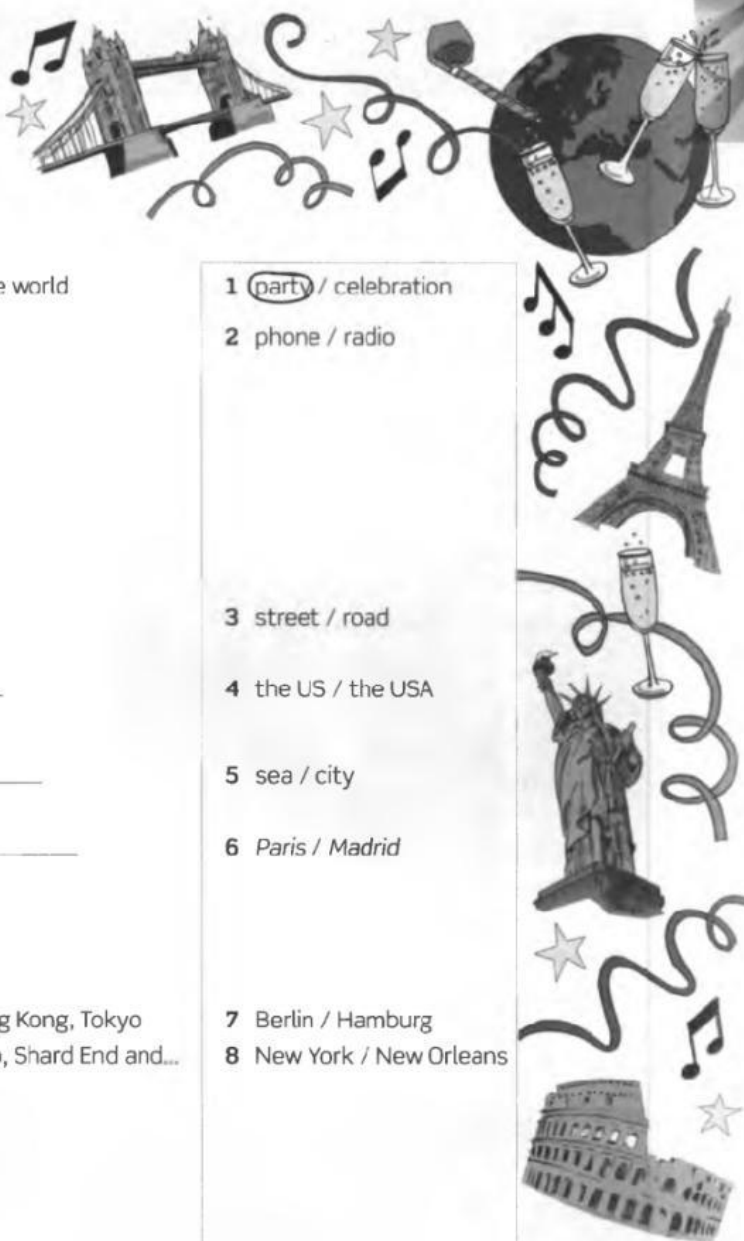 e world
1 party / celebration
2 phone / radio
3 street / road
4 the US / the USA
5 sea / city
6 Paris / Madrid
g Kong, Tokyo
7 Berlin / Hamburg
, Shard End and...
8 New York / New Orleans